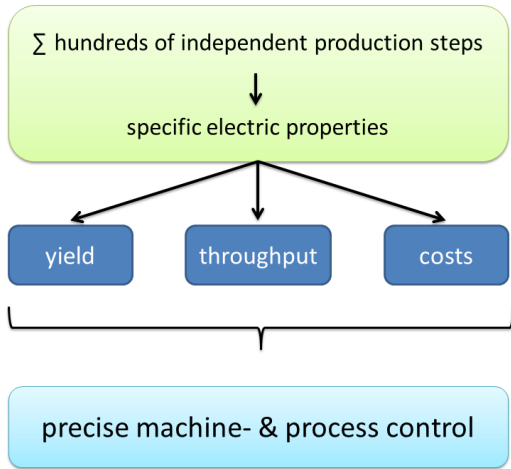 ∑ hundreds of independent production steps
specific electric properties
yield
throughput
costs
precise machine- & process control